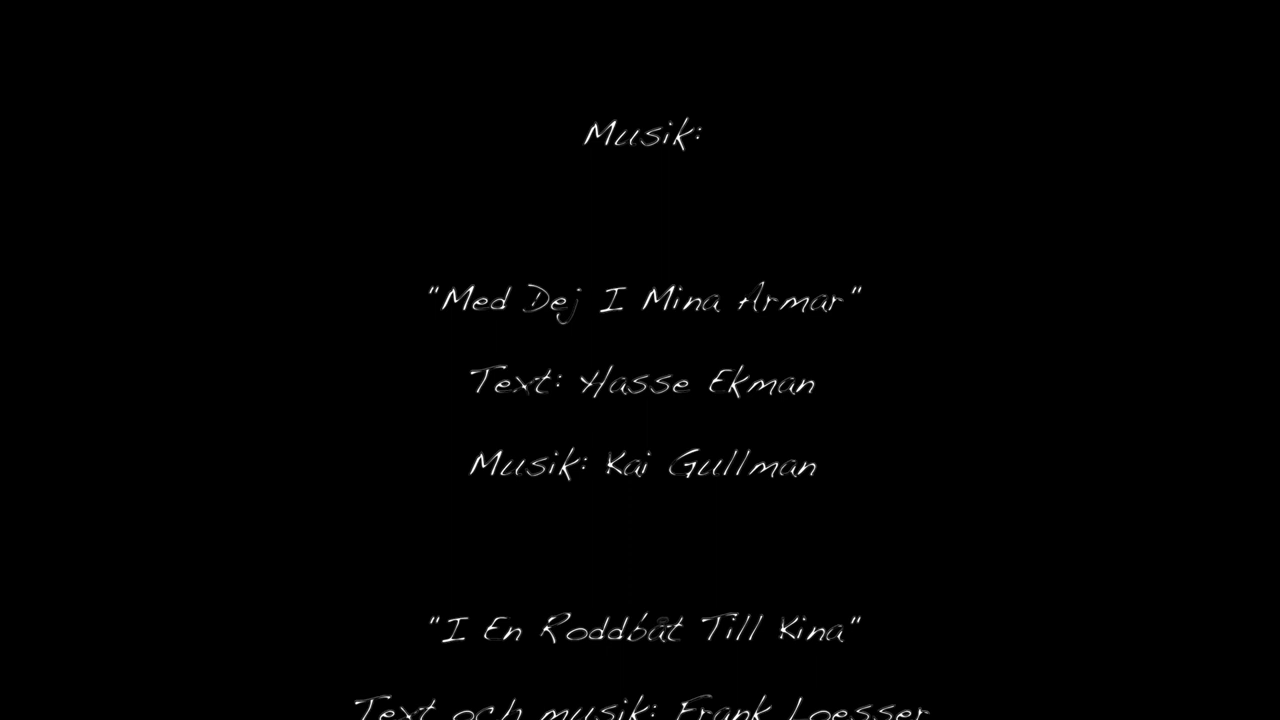 Musik:
"Med Dej I Mina Armar"
Text: Hasse Ekman
Musik: Kai Gullman
"I En Roddbåt Till Kina"
Text och musik: Frank Loesser